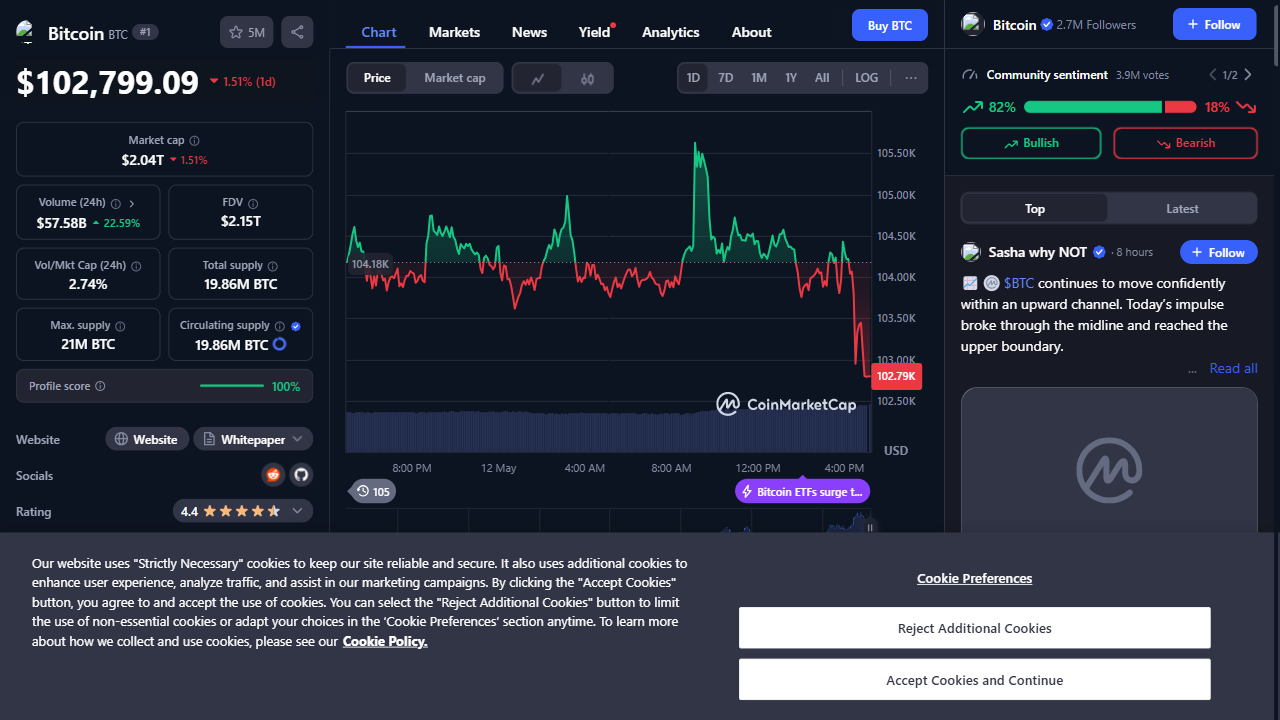 Bitcoin BTC #1
5M
$102,799.09 1.51% (1d)
Market cap
$2.04T 1.51%
Volume (24h)
$57.58B 22.59%
FDV
$2.15T
Vol/Mkt Cap (24h)
2.74%
Total supply
19.86M BTC
Max. supply
21M BTC
Circulating supply
19.86M BTC
Profile score 100%
Website Website Whitepaper
Socials
Rating 4.4
Chart Markets News Yield Analytics About
Buy BTC
Price Market cap
1D 7D 1M 1Y All LOG ...
105.50K
105.00K
104.50K
104.18K
104.00K
103.50K
103.00K
102.79K
102.50K
CoinMarketCap
USD
8:00 PM 12 May 4:00 AM 8:00 AM 12:00 PM 4:00 PM
105
Bitcoin ETFs surge t...
Bitcoin 2.7M Followers
+ Follow
Community sentiment 3.9M votes
1/2
82% 18%
Bullish Bearish
Top Latest
Sasha why NOT · 8 hours
+ Follow
$BTC continues to move confidently
within an upward channel. Today’s impulse
broke through the midline and reached the
upper boundary.
... Read all
Our website uses "Strictly Necessary" cookies to keep our site reliable and secure. It also uses additional cookies to
enhance user experience, analyze traffic, and assist in our marketing campaigns. By clicking the "Accept Cookies"
button, you agree to and accept the use of cookies. You can select the "Reject Additional Cookies" button to limit
the use of non-essential cookies or adapt your choices in the ‘Cookie Preferences’ section anytime. To learn more
about how we collect and use cookies, please see our Cookie Policy.
Cookie Preferences
Reject Additional Cookies
Accept Cookies and Continue